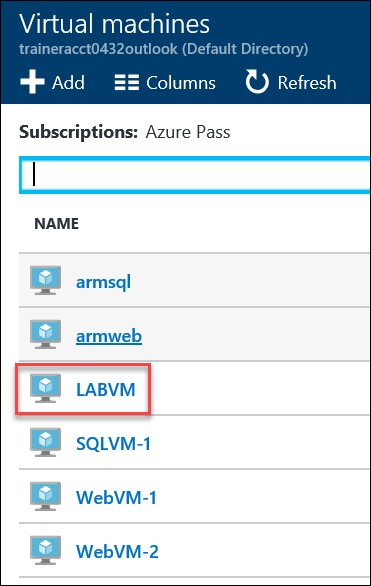 Virtual machines
traineracct0432outlook (Default Directory)
Add Columns Refresh
Subscriptions: Azure Pass
NAME
armsql
armweb
LABVM
SQLVM-1
WebVM-1
WebVM-2